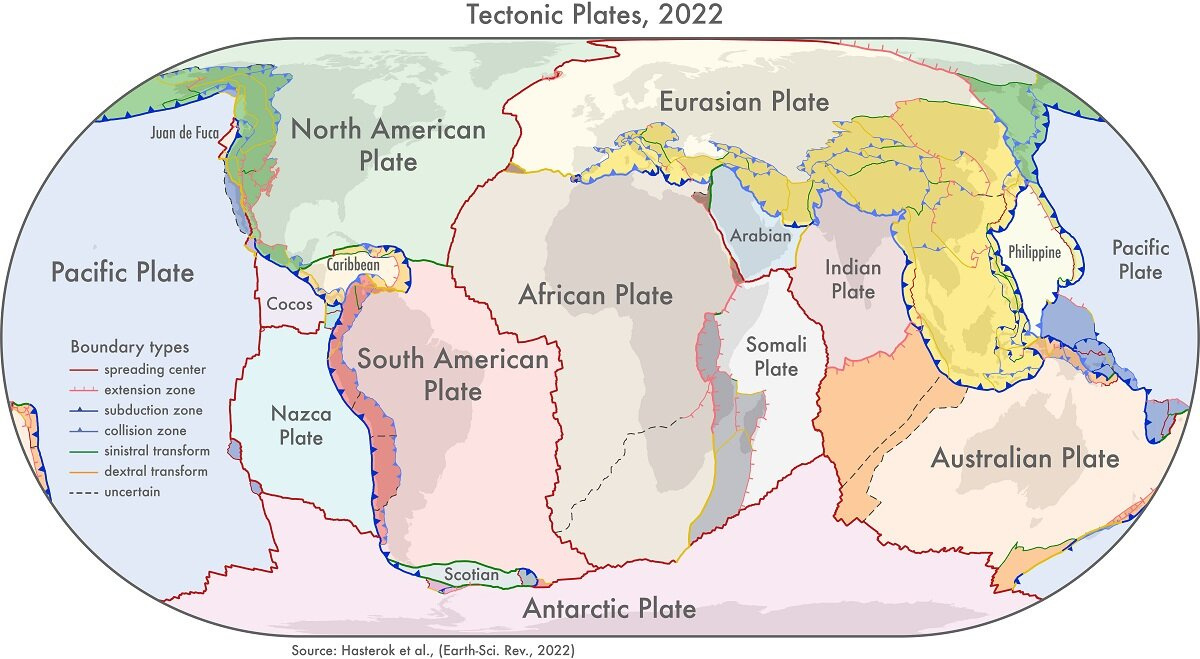 Tectonic Plates, 2022
Juan de Fuca
North American
Plate
Eurasian Plate
Pacific Plate
Caribbean
Cocos
African Plate
Arabian
Indian
Plate
Philippine
Pacific
Plate
South American
Plate
Somali
Plate
Nazca
Plate
Australian Plate
Scotian
Antarctic Plate
Boundary types
spreading center
extension zone
subduction zone
collision zone
sinistral transform
dextral transform
uncertain
Source: Hasterok et al., (Earth-Sci. Rev., 2022)